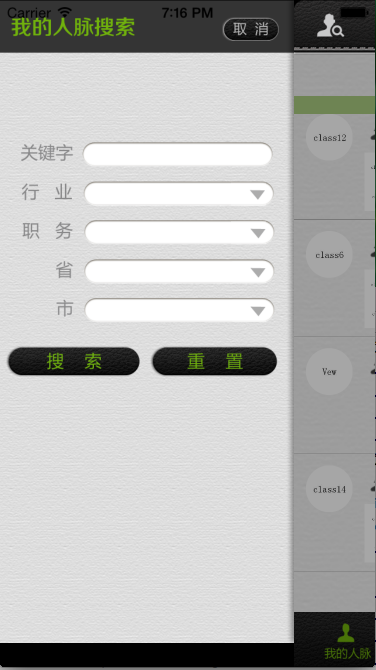 Carrier 7:16 PM
我的人脉搜索 取 消
关键字
行 业
职 务
省
市
搜 索 重 置
class12
class6
Vew
class14
我的人脉